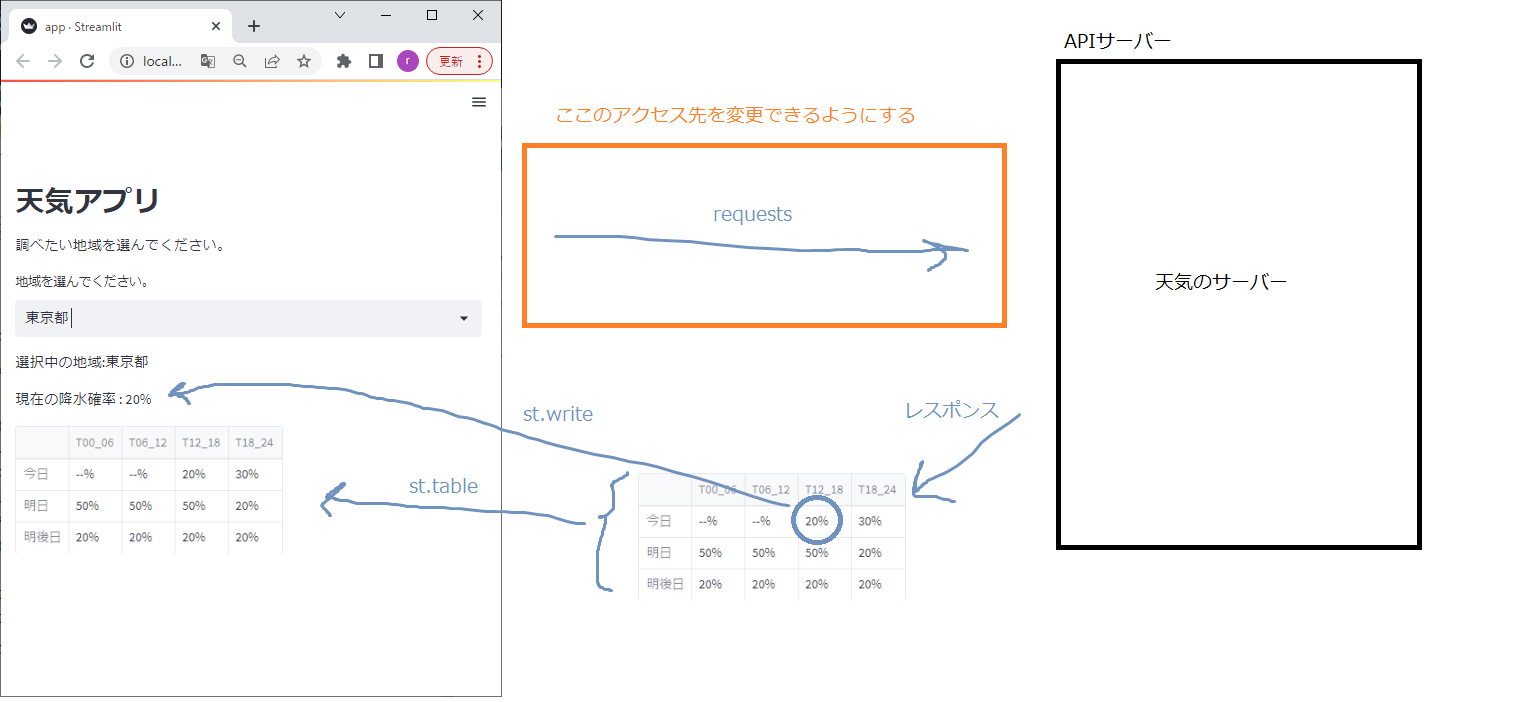 app · Streamlit
local...
r
更新
天気アプリ
調べたい地域を選んでください。
地域を選んでください。
東京都
選択中の地域:東京都
現在の降水確率 : 20%
T00_06 T06_12 T12_18 T18_24
今日 --% --% 20% 30%
明日 50% 50% 50% 20%
明後日 20% 20% 20% 20%
ここのアクセス先を変更できるようにする
requests
st.write
st.table
レスポンス
T00_06 T06_12 T12_18 T18_24
今日 --% --% 20% 30%
明日 50% 50% 50% 20%
明後日 20% 20% 20% 20%
APIサーバー
天気のサーバー